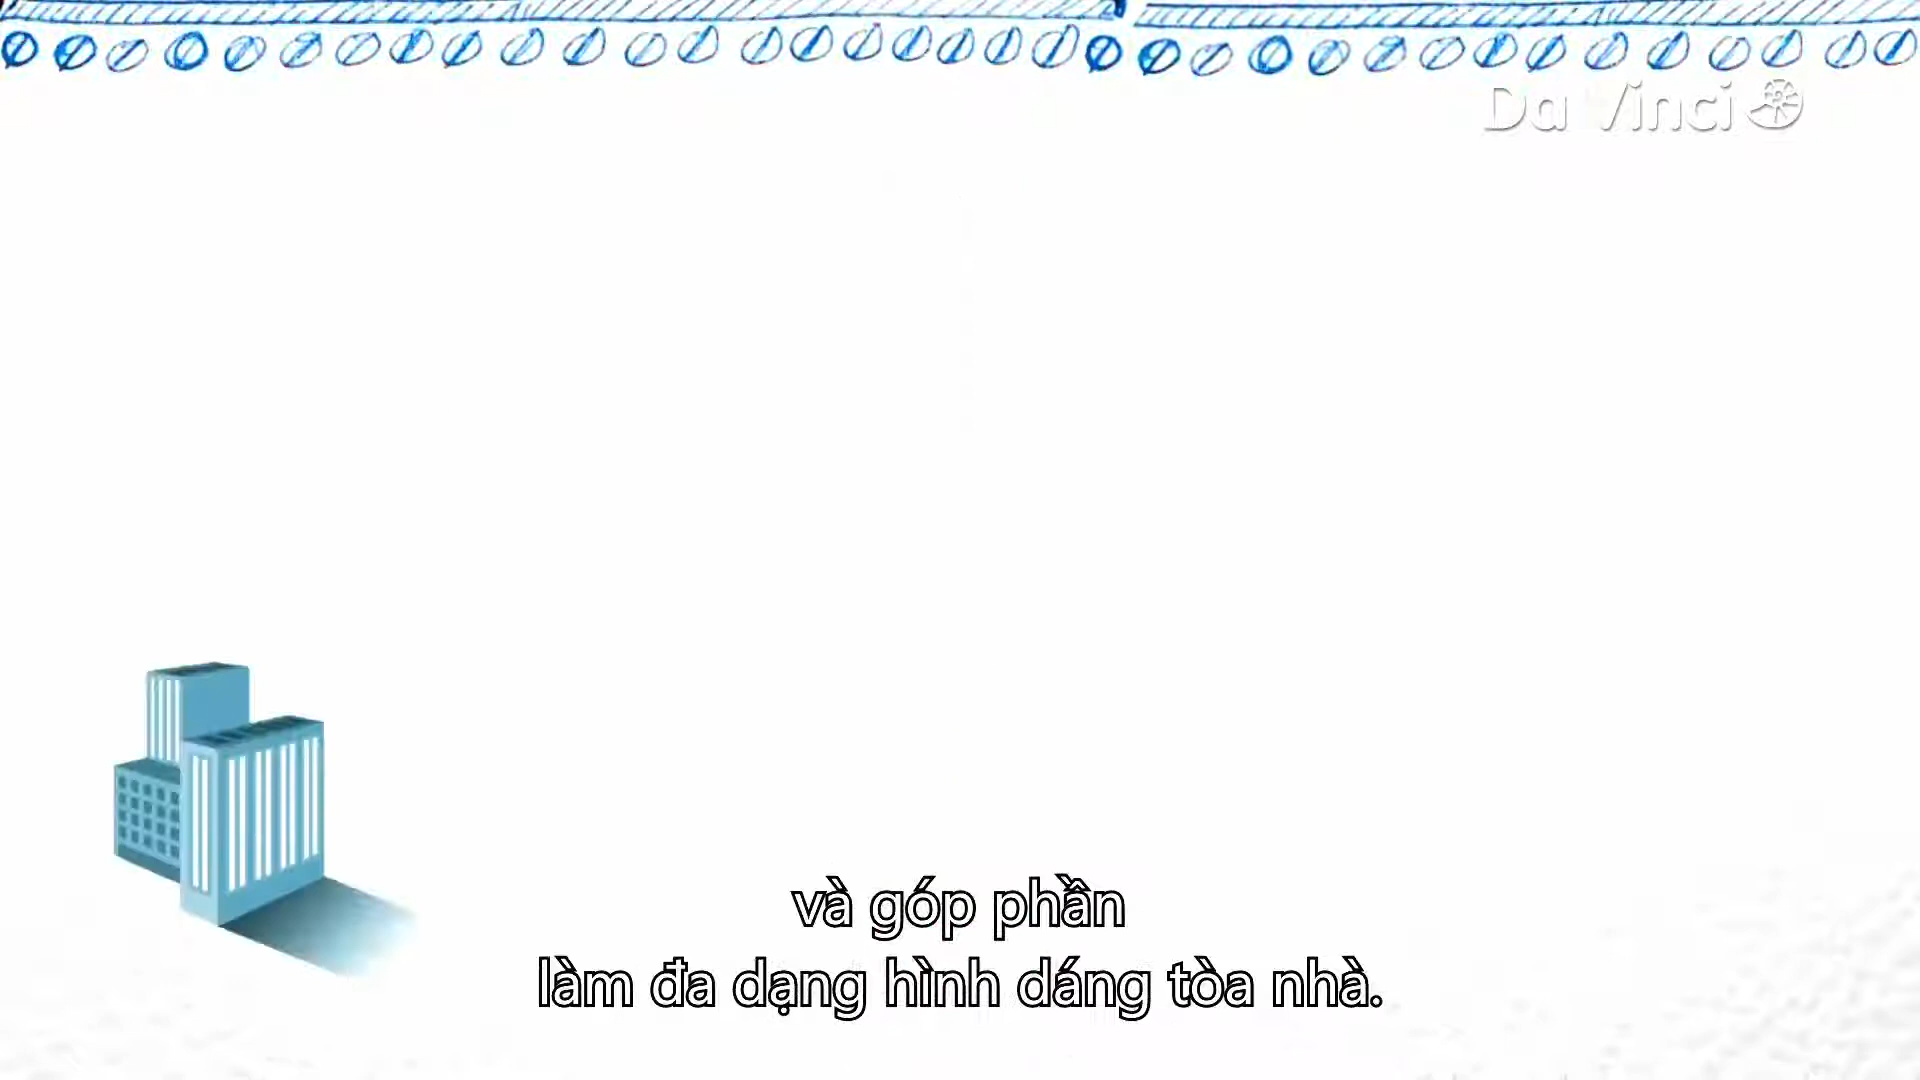 Da Vinci
và góp phần
làm đa dạng hình dáng tòa nhà.